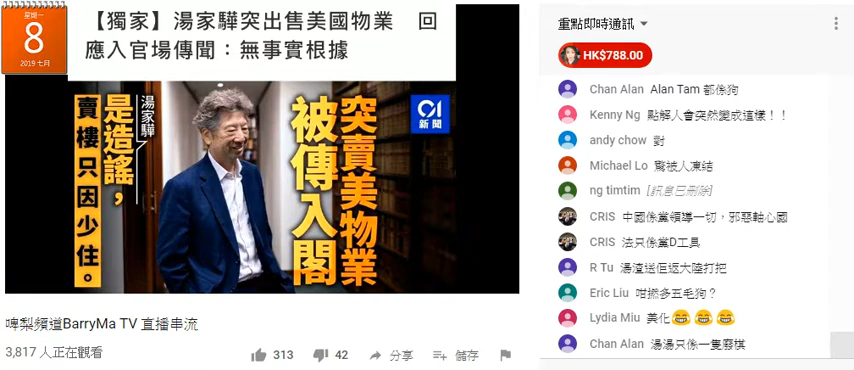 星期一
8
2019 七月
【獨家】湯家驊突出售美國物業 回
應入官場傳聞：無事實根據
01
新聞
突賣美物業
被傳入閣
湯家驊
是造謠，
賣樓只因少住。
啤梨頻道BarryMa TV 直播串流
3,817 人正在觀看
313
42
分享
儲存
重點即時通訊
HK$788.00
Chan Alan Alan Tam 都係狗
Kenny Ng 點解人會突然變成這樣！！
andy chow 對
Michael Lo 驚被人凍結
ng timtim [訊息已刪除]
CRIS 中國係黨領導一切，邪惡軸心國
CRIS 法只係黨D工具
R Tu 湯渣送佢返大陸打把
Eric Liu 咁撚多五毛狗？
Lydia Miu 美化😂😂😂
Chan Alan 湯湯只係一隻廢棋